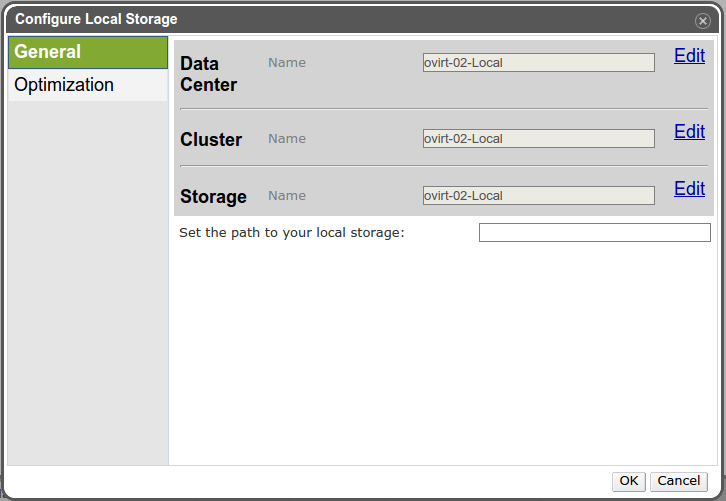 Configure Local Storage
General
Optimization
Data Center
Name
ovirt-02-Local
Edit
Cluster
Name
ovirt-02-Local
Edit
Storage
Name
ovirt-02-Local
Edit
Set the path to your local storage:
OK
Cancel